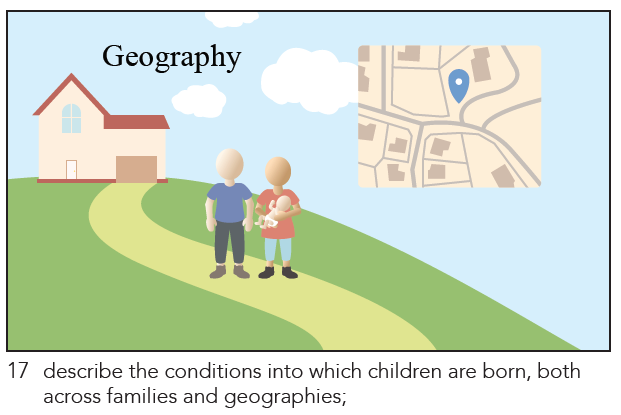 Geography
17 describe the conditions into which children are born, both
across families and geographies;